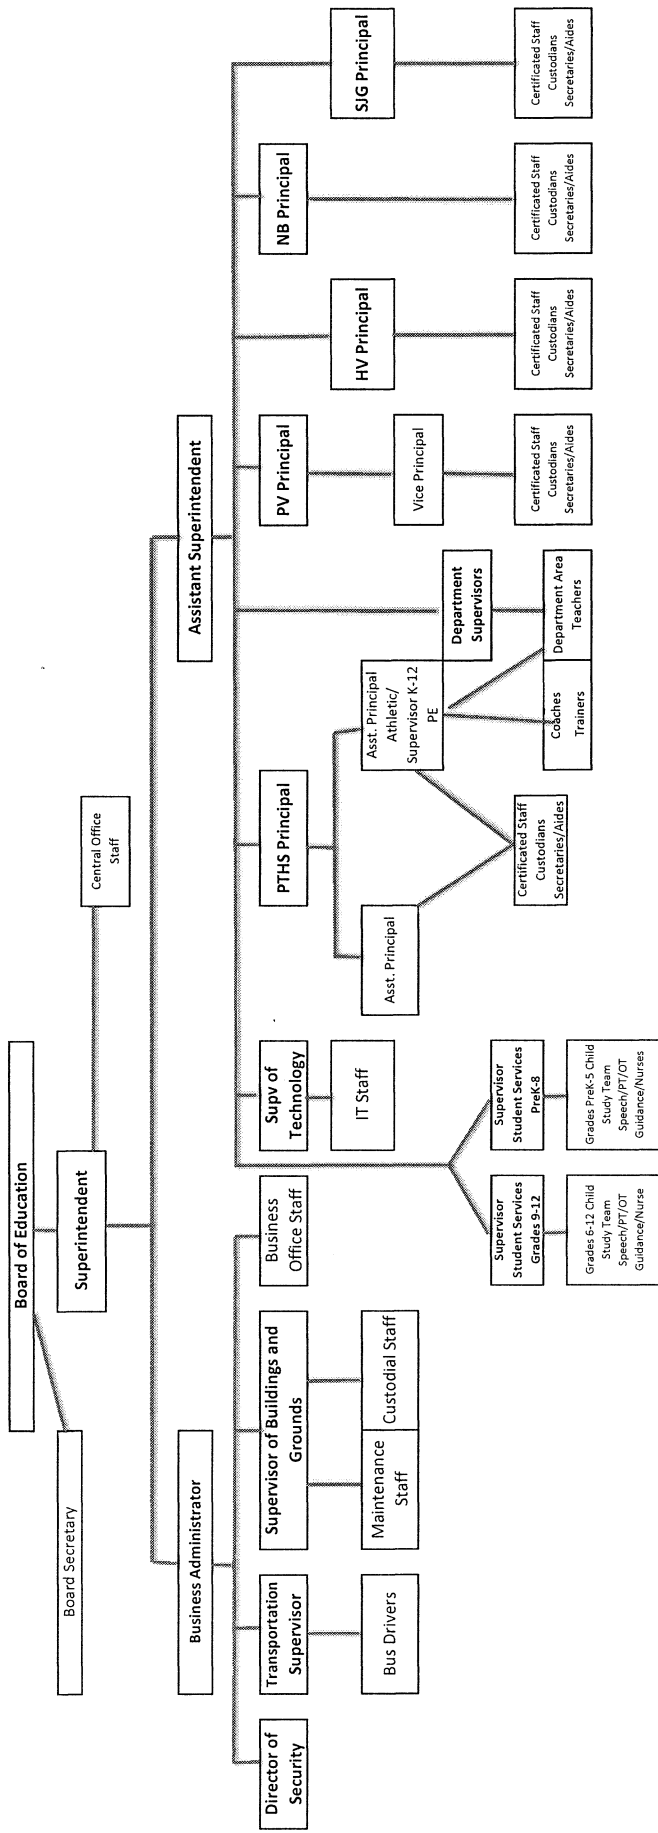 Board of Education
Board Secretary
Superintendent
Central Office
Staff
Business Administrator
Assistant Superintendent
Director of
Security
Transportation
Supervisor
Supervisor of Buildings and
Grounds
Business
Office Staff
Supv of
Technology
PTHS Principal
PV Principal
HV Principal
NB Principal
SJG Principal
Bus Drivers
Maintenance
Staff
Custodial Staff
IT Staff
Asst. Principal
Asst. Principal
Athletic/
Supervisor K-12
PE
Department
Supervisors
Vice Principal
Supervisor
Student Services
Grades 9-12
Supervisor
Student Services
PreK-8
Certificated Staff
Custodians
Secretaries/Aides
Coaches
Trainers
Department Area
Teachers
Certificated Staff
Custodians
Secretaries/Aides
Certificated Staff
Custodians
Secretaries/Aides
Certificated Staff
Custodians
Secretaries/Aides
Certificated Staff
Custodians
Secretaries/Aides
Grades 6-12 Child
Study Team
Speech/PT/OT
Guidance/Nurse
Grades PreK-5 Child
Study Team
Speech/PT/OT
Guidance/Nurses